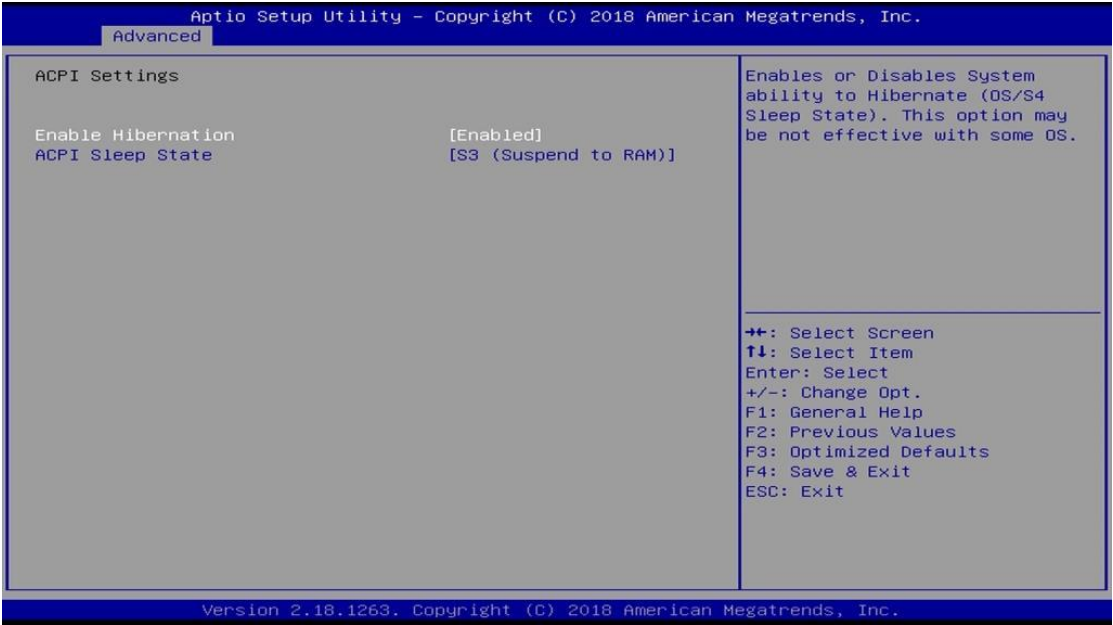 Aptio Setup Utility – Copyright (C) 2018 American Megatrends, Inc.
Advanced
ACPI Settings
Enable Hibernation [Enabled]
ACPI Sleep State [S3 (Suspend to RAM)]
Enables or Disables System
ability to Hibernate (OS/S4
Sleep State). This option may
be not effective with some OS.
→←: Select Screen
↑↓: Select Item
Enter: Select
+/-: Change Opt.
F1: General Help
F2: Previous Values
F3: Optimized Defaults
F4: Save & Exit
ESC: Exit
Version 2.18.1263. Copyright (C) 2018 American Megatrends, Inc.